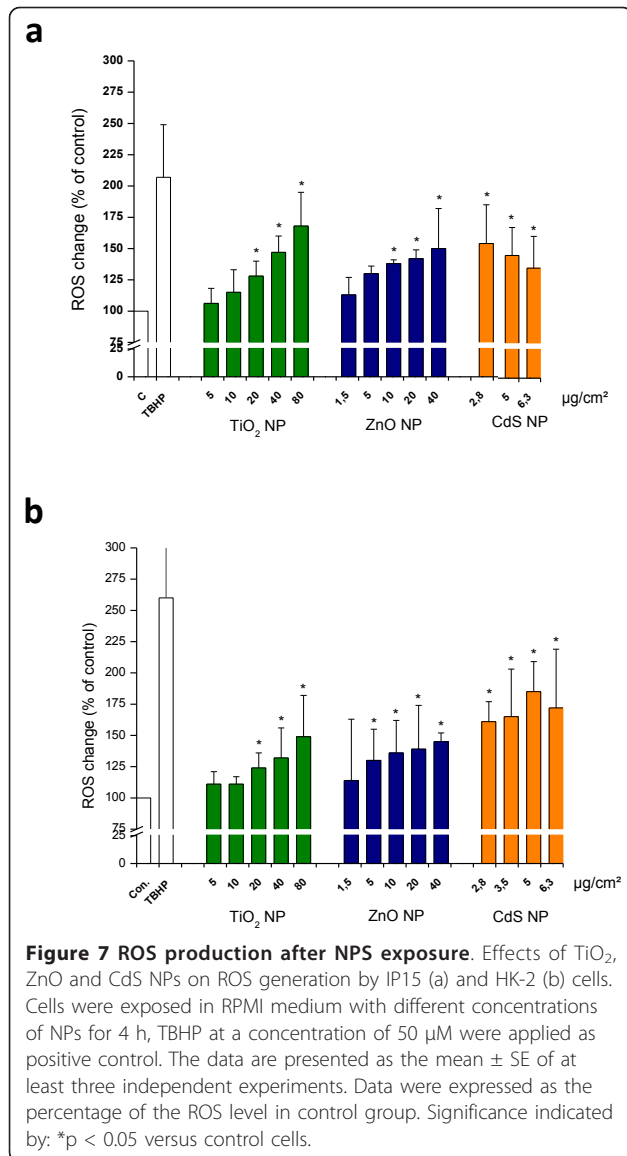 a
300
275
250
225
200
175
150
125
100
75
25
0
ROS change (% of control)
* * * * * * * * *
C TBHP 5 10 20 40 80 1,5 5 10 20 40 2,8 5 6,3 µg/cm²
TiO₂ NP ZnO NP CdS NP
b
300
275
250
225
200
175
150
125
100
75
25
0
ROS change (% of control)
* * * * * * * * * * *
Con. TBHP 5 10 20 40 80 1,5 5 10 20 40 2,8 3,5 5 6,3 µg/cm²
TiO₂ NP ZnO NP CdS NP
Figure 7 ROS production after NPS exposure. Effects of TiO₂,
ZnO and CdS NPs on ROS generation by IP15 (a) and HK-2 (b) cells.
Cells were exposed in RPMI medium with different concentrations
of NPs for 4 h, TBHP at a concentration of 50 µM were applied as
positive control. The data are presented as the mean ± SE of at
least three independent experiments. Data were expressed as the
percentage of the ROS level in control group. Significance indicated
by: *p < 0.05 versus control cells.